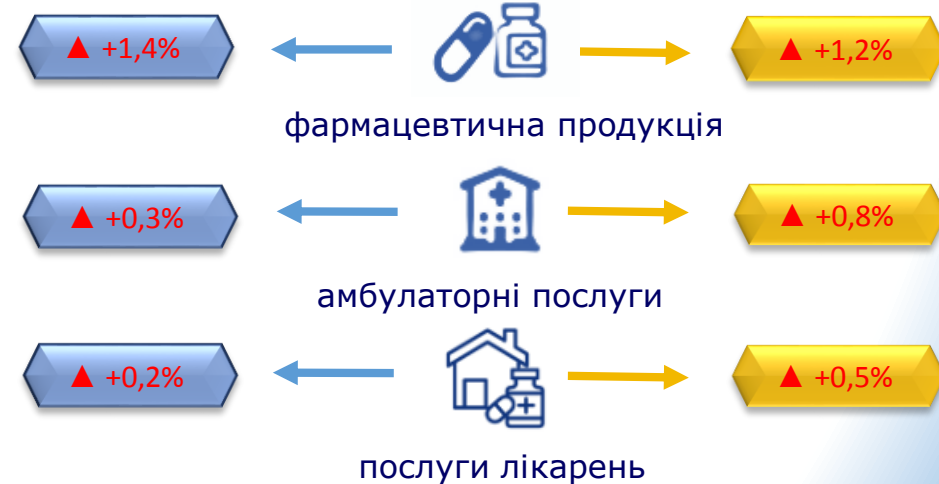 ▲ +1,4%
▲ +1,2%
фармацевтична продукція
▲ +0,3%
▲ +0,8%
амбулаторні послуги
▲ +0,2%
▲ +0,5%
послуги лікарень